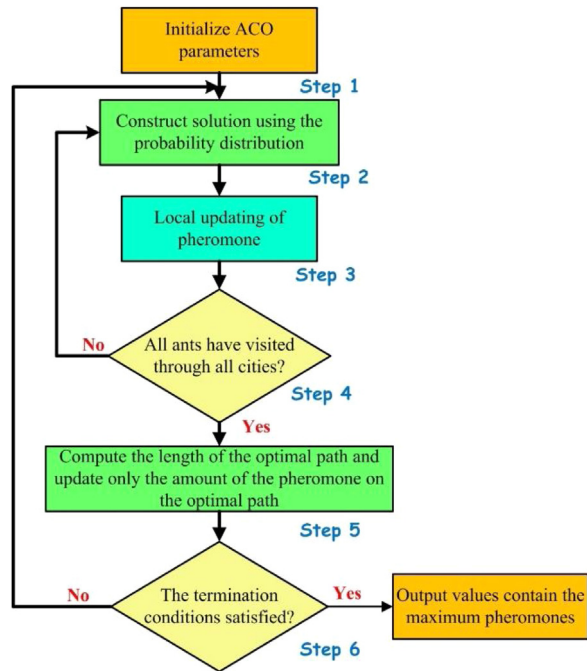 Initialize ACO
parameters
Step 1
Construct solution using the
probability distribution
Step 2
Local updating of
pheromone
Step 3
No
All ants have visited
through all cities?
Step 4
Yes
Compute the length of the optimal path and
update only the amount of the pheromone on
the optimal path
Step 5
No
The termination
conditions satisfied?
Yes
Output values contain the
maximum pheromones
Step 6